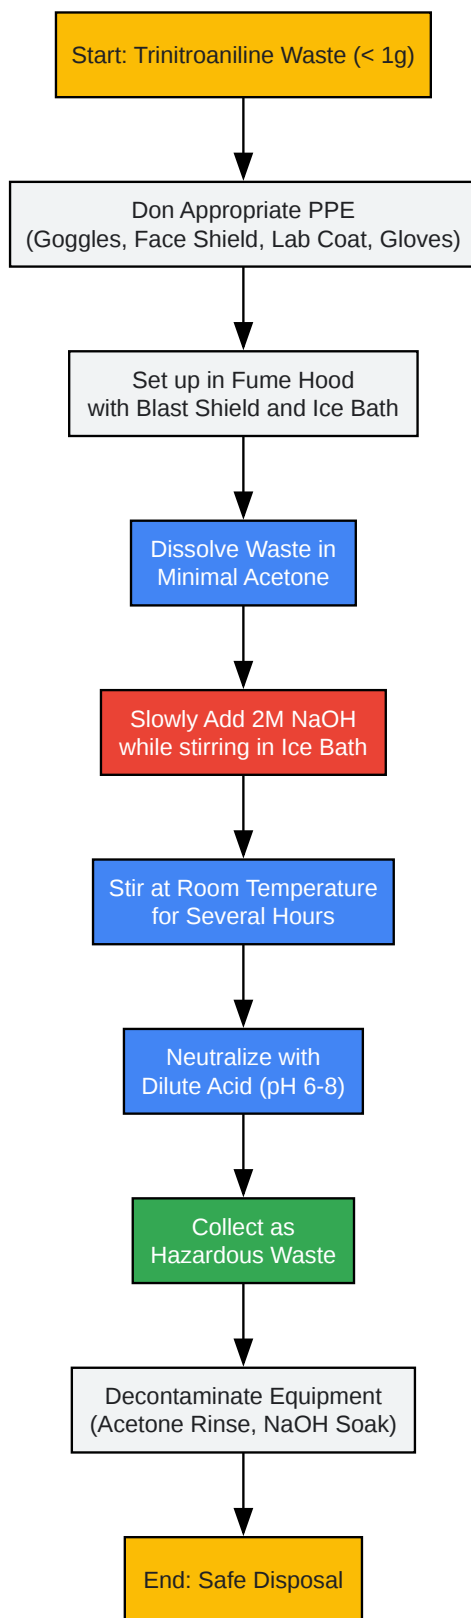 Start: Trinitroaniline Waste (< 1g)
Don Appropriate PPE
(Goggles, Face Shield, Lab Coat, Gloves)
Set up in Fume Hood
with Blast Shield and Ice Bath
Dissolve Waste in
Minimal Acetone
Slowly Add 2M NaOH
while stirring in Ice Bath
Stir at Room Temperature
for Several Hours
Neutralize with
Dilute Acid (pH 6-8)
Collect as
Hazardous Waste
Decontaminate Equipment
(Acetone Rinse, NaOH Soak)
End: Safe Disposal